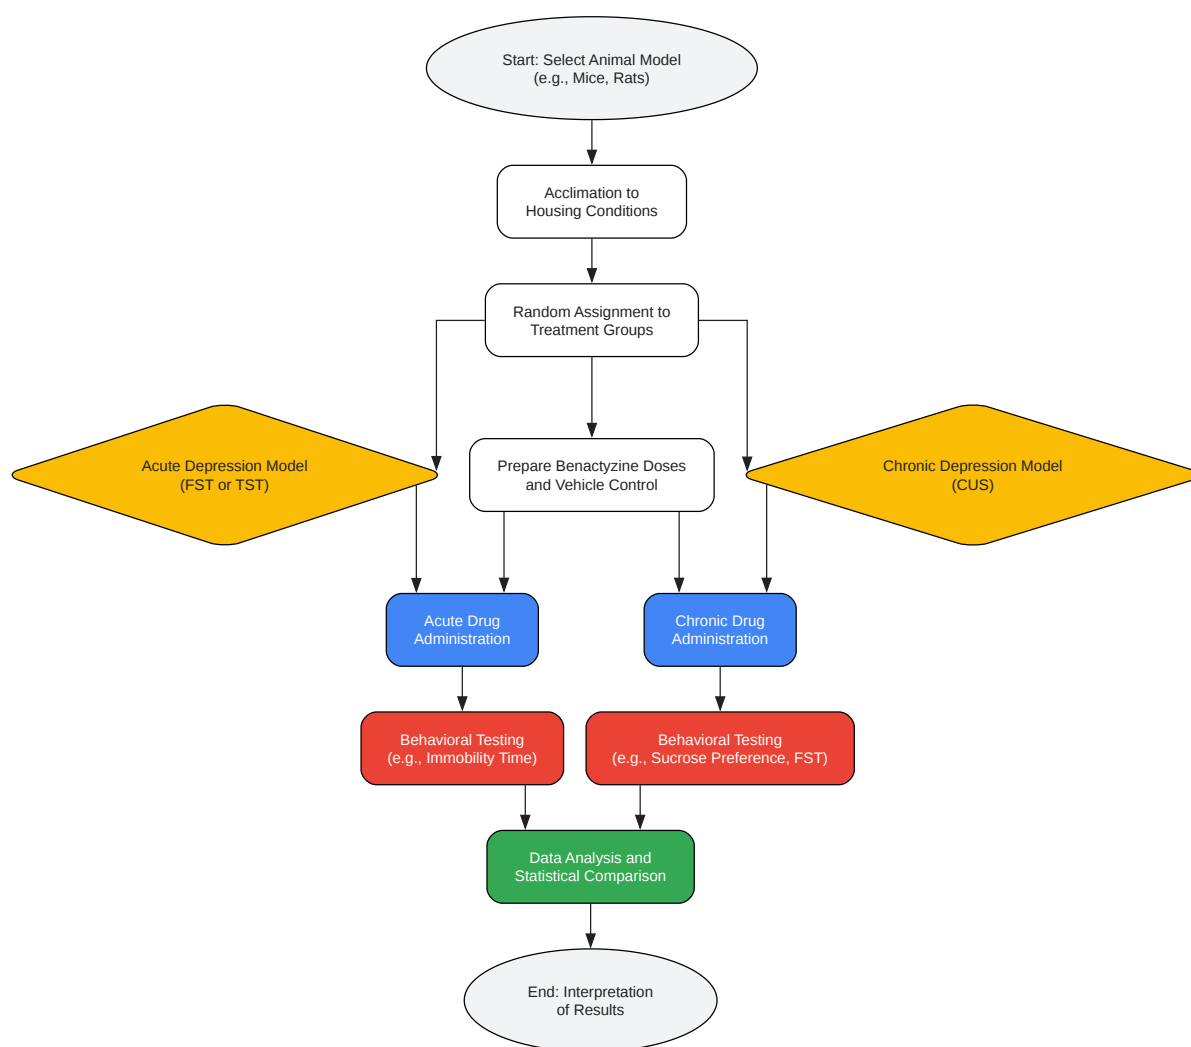 Start: Select Animal Model
(e.g., Mice, Rats)
Acclimation to
Housing Conditions
Random Assignment to
Treatment Groups
Acute Depression Model
(FST or TST)
Prepare Benactyzine Doses
and Vehicle Control
Chronic Depression Model
(CUS)
Acute Drug
Administration
Chronic Drug
Administration
Behavioral Testing
(e.g., Immobility Time)
Behavioral Testing
(e.g., Sucrose Preference, FST)
Data Analysis and
Statistical Comparison
End: Interpretation
of Results